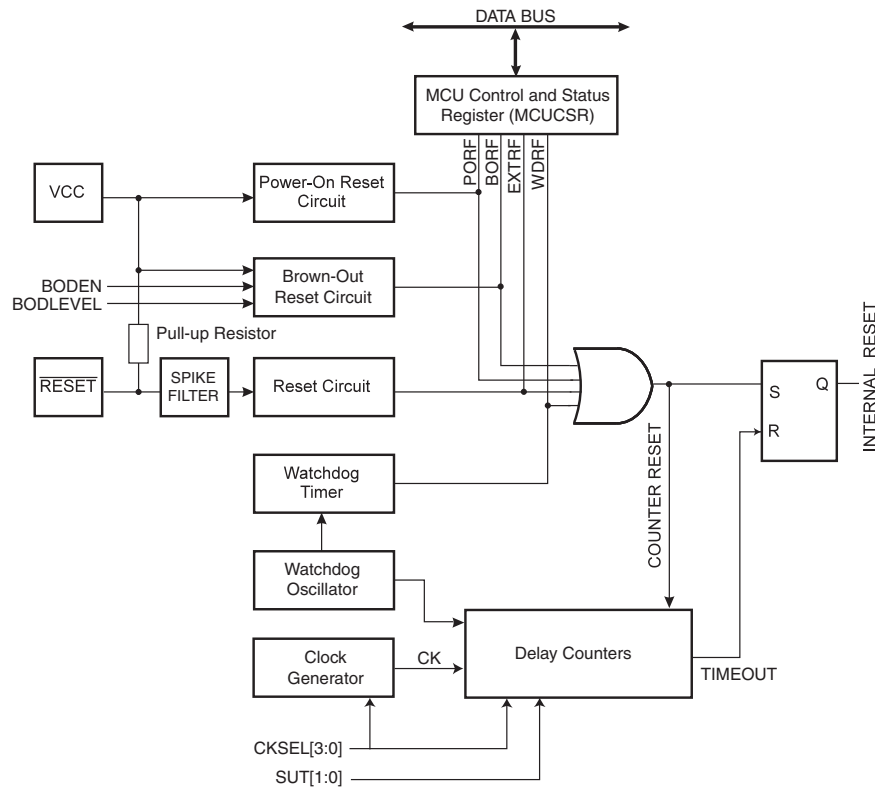 DATA BUS
MCU Control and Status
Register (MCUCSR)
PORF
BORF
EXTRF
WDRF
VCC
Power-On Reset
Circuit
BODEN
BODLEVEL
Brown-Out
Reset Circuit
Pull-up Resistor
RESET
SPIKE
FILTER
Reset Circuit
S
Q
R
INTERNAL RESET
COUNTER RESET
Watchdog
Timer
Watchdog
Oscillator
Clock
Generator
CK
Delay Counters
TIMEOUT
CKSEL[3:0]
SUT[1:0]